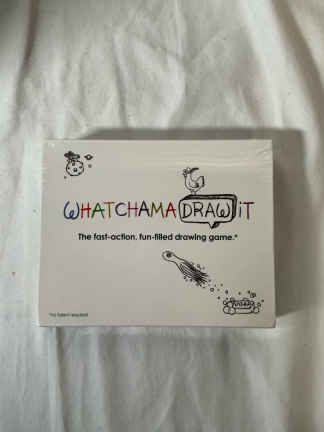 WHATCHAMADRAWiT
The fast-action, fun-filled drawing game.*
*no talent required